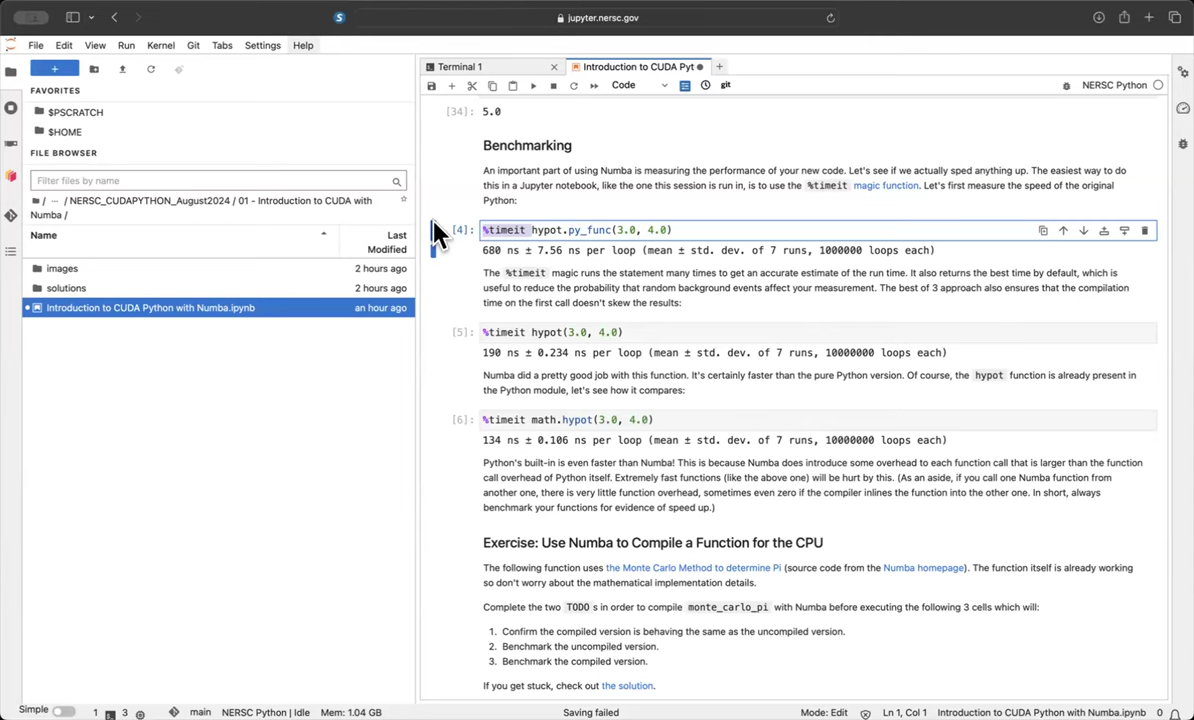 jupyter.nersc.gov
File Edit View Run Kernel Git Tabs Settings Help
FAVORITES
$PSCRATCH
$HOME
FILE BROWSER
Filter files by name
/ ··· / NERSC_CUDAPYTHON_August2024 / 01 - Introduction to CUDA with
Numba /
Name Last
Modified
images 2 hours ago
solutions 2 hours ago
Introduction to CUDA Python with Numba.ipynb an hour ago
Terminal 1 Introduction to CUDA Pyt
Code git NERSC Python
[34]: 5.0
Benchmarking
An important part of using Numba is measuring the performance of your new code. Let's see if we actually sped anything up. The easiest way to do
this in a Jupyter notebook, like the one this session is run in, is to use the %timeit magic function. Let's first measure the speed of the original
Python:
[4]: %timeit hypot.py_func(3.0, 4.0)
680 ns ± 7.56 ns per loop (mean ± std. dev. of 7 runs, 1000000 loops each)
The %timeit magic runs the statement many times to get an accurate estimate of the run time. It also returns the best time by default, which is
useful to reduce the probability that random background events affect your measurement. The best of 3 approach also ensures that the compilation
time on the first call doesn't skew the results:
[5]: %timeit hypot(3.0, 4.0)
190 ns ± 0.234 ns per loop (mean ± std. dev. of 7 runs, 10000000 loops each)
Numba did a pretty good job with this function. It's certainly faster than the pure Python version. Of course, the hypot function is already present in
the Python module, let's see how it compares:
[6]: %timeit math.hypot(3.0, 4.0)
134 ns ± 0.106 ns per loop (mean ± std. dev. of 7 runs, 10000000 loops each)
Python's built-in is even faster than Numba! This is because Numba does introduce some overhead to each function call that is larger than the function
call overhead of Python itself. Extremely fast functions (like the above one) will be hurt by this. (As an aside, if you call one Numba function from
another one, there is very little function overhead, sometimes even zero if the compiler inlines the function into the other one. In short, always
benchmark your functions for evidence of speed up.)
Exercise: Use Numba to Compile a Function for the CPU
The following function uses the Monte Carlo Method to determine Pi (source code from the Numba homepage). The function itself is already working
so don't worry about the mathematical implementation details.
Complete the two TODO s in order to compile monte_carlo_pi with Numba before executing the following 3 cells which will:
1. Confirm the compiled version is behaving the same as the uncompiled version.
2. Benchmark the uncompiled version.
3. Benchmark the compiled version.
If you get stuck, check out the solution.
Simple 1 3 main NERSC Python | Idle Mem: 1.04 GB Saving failed Mode: Edit Ln 1, Col 1 Introduction to CUDA Python with Numba.ipynb 0